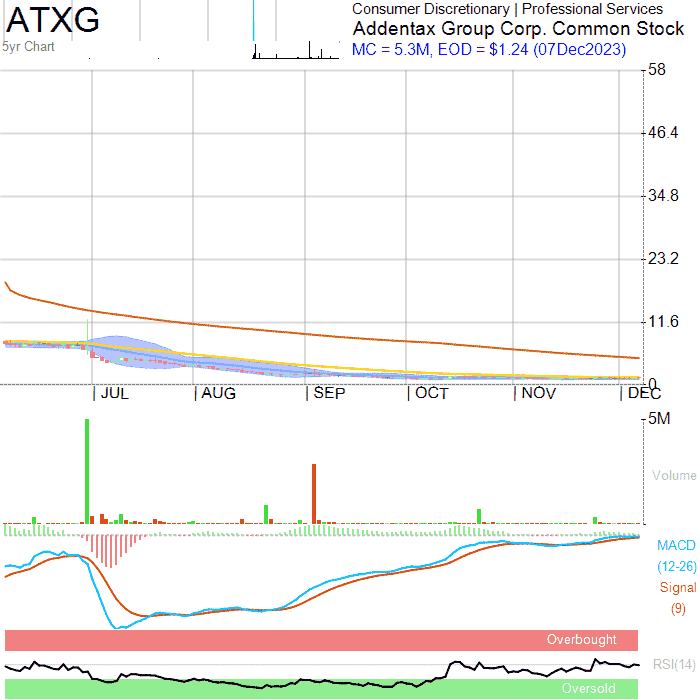 ATXG
5yr Chart
Consumer Discretionary | Professional Services
Addentax Group Corp. Common Stock
MC = 5.3M, EOD = $1.24 (07Dec2023)
58
46.4
34.8
23.2
11.6
0
JUL AUG SEP OCT NOV DEC
5M
Volume
MACD
(12-26)
Signal
(9)
Overbought
RSI(14)
Oversold